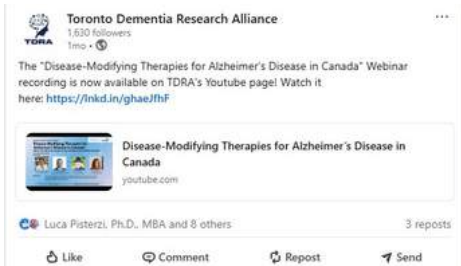 Toronto Dementia Research Alliance
1,630 followers
1mo •
TDRA
The "Disease-Modifying Therapies for Alzheimer's Disease in Canada" Webinar
recording is now available on TDRA's Youtube page! Watch it
here: https://lnkd.in/ghaeJfhF
Disease-Modifying Therapies for Alzheimer's Disease in
Canada
youtube.com
Luca Pisterzi, Ph.D., MBA and 8 others
3 reposts
Like
Comment
Repost
Send